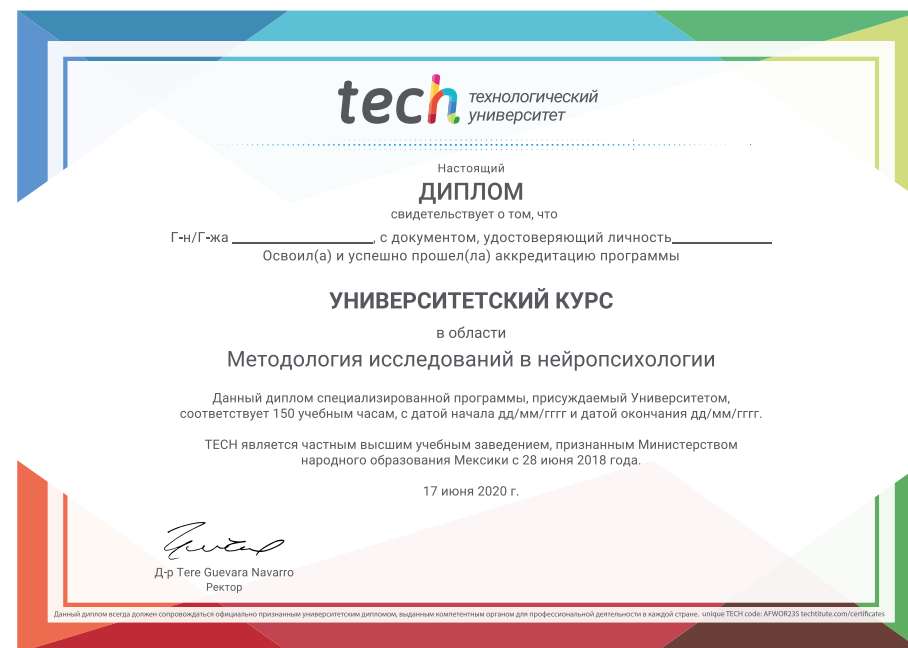 tech технологический
университет
Настоящий
ДИПЛОМ
свидетельствует о том, что
Г-н/Г-жа ____________________, с документом, удостоверяющий личность______________
Освоил(а) и успешно прошел(ла) аккредитацию программы
УНИВЕРСИТЕТСКИЙ КУРС
в области
Методология исследований в нейропсихологии
Данный диплом специализированной программы, присуждаемый Университетом,
соответствует 150 учебным часам, с датой начала дд/мм/гггг и датой окончания дд/мм/гггг.
TECH является частным высшим учебным заведением, признанным Министерством
народного образования Мексики с 28 июня 2018 года.
17 июня 2020 г.
Д-р Tere Guevara Navarro
Ректор
Данный диплом всегда должен сопровождаться официально признанным университетским дипломом, выданным компетентным органом для профессиональной деятельности в каждой стране. unique TECH code: AFWOR23S techtitute.com/certificates